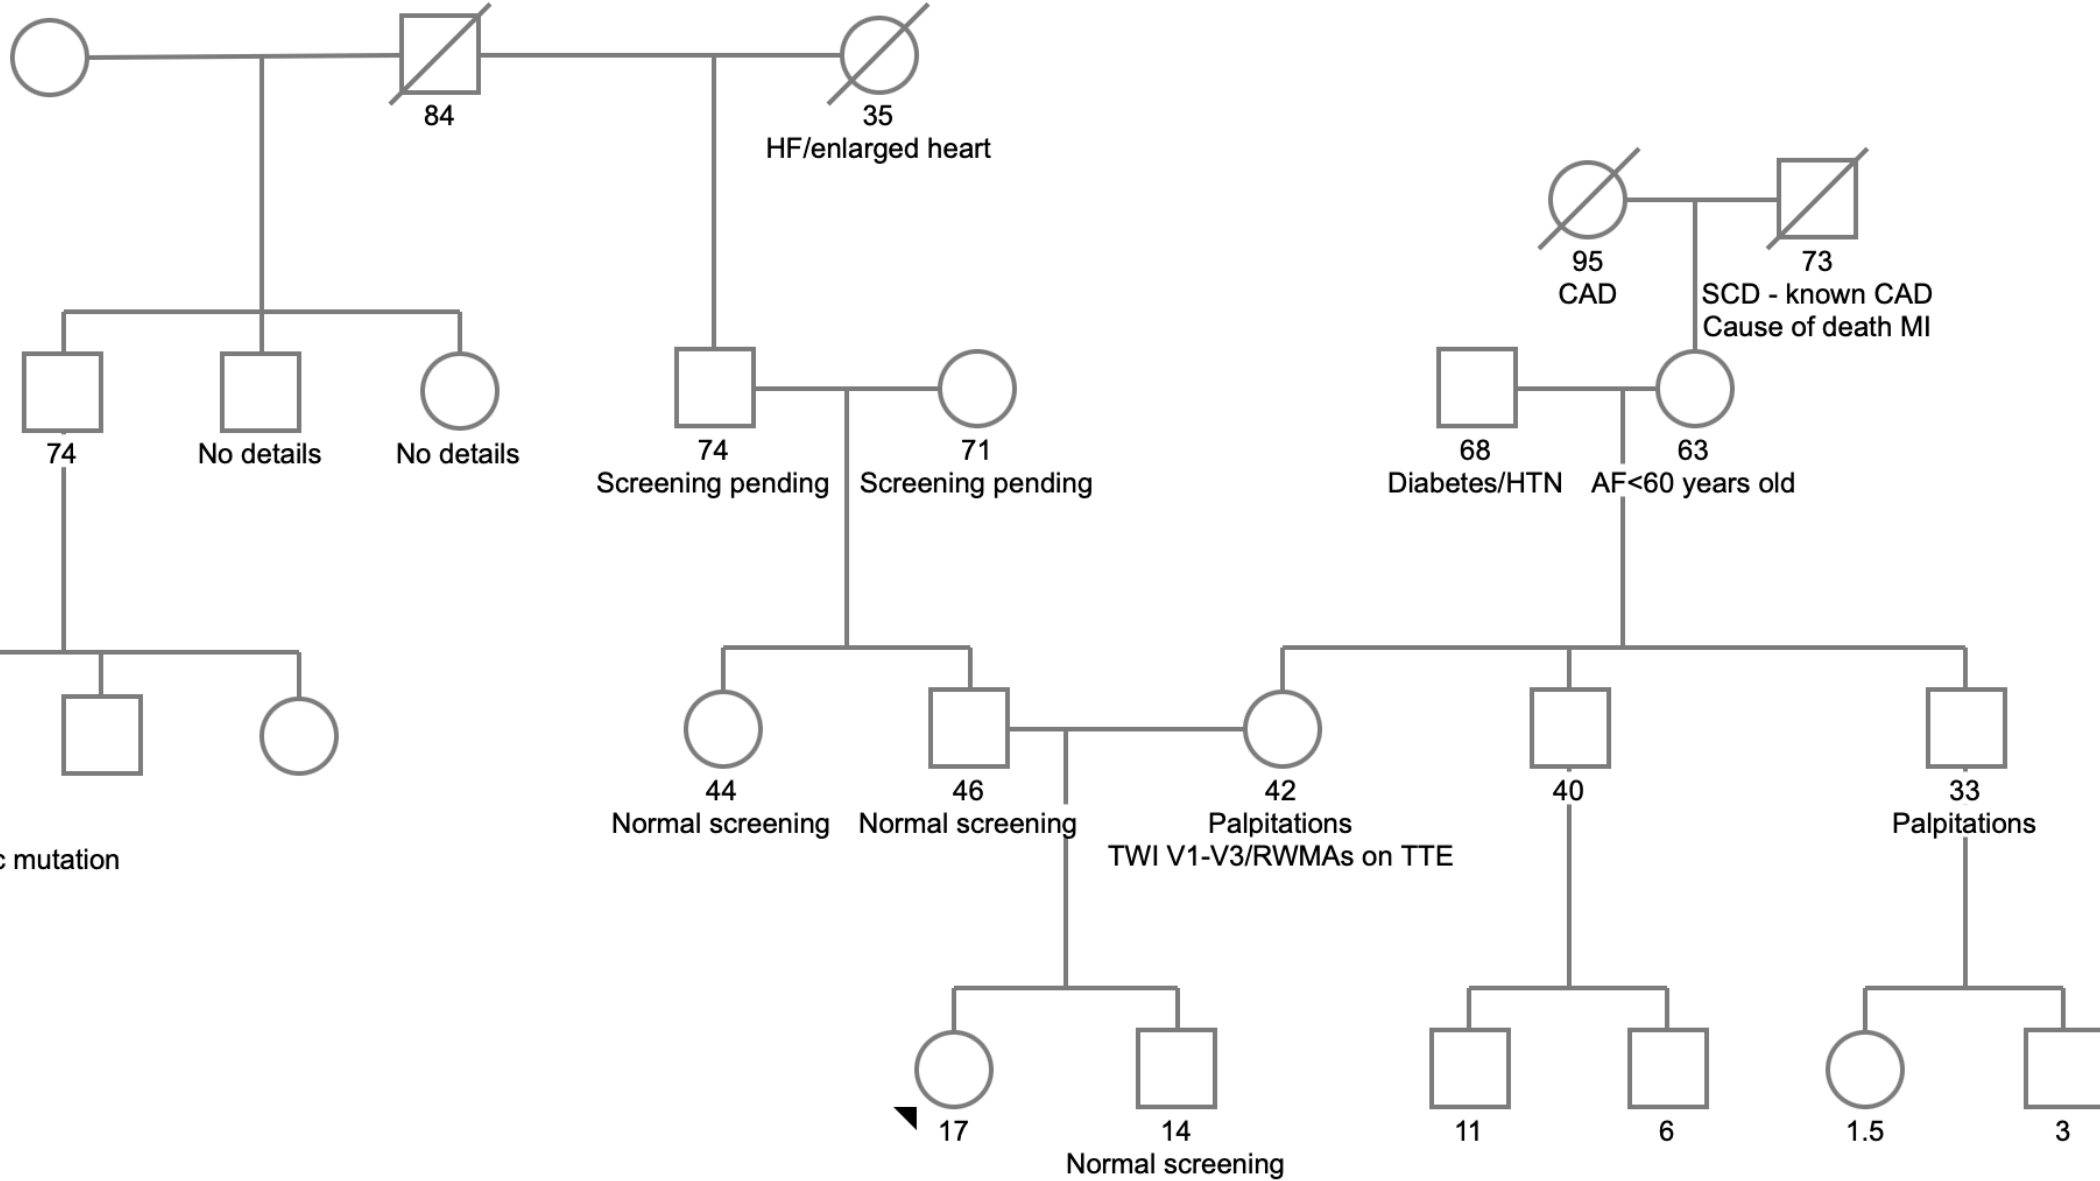 84
35
HF/enlarged heart
95
CAD
73
SCD - known CAD
Cause of death MI
74
No details
No details
74
Screening pending
71
Screening pending
68
Diabetes/HTN
63
AF<60 years old
44
Normal screening
46
Normal screening
42
Palpitations
TWI V1-V3/RWMAs on TTE
40
33
Palpitations
c mutation
17
14
Normal screening
11
6
1.5
3